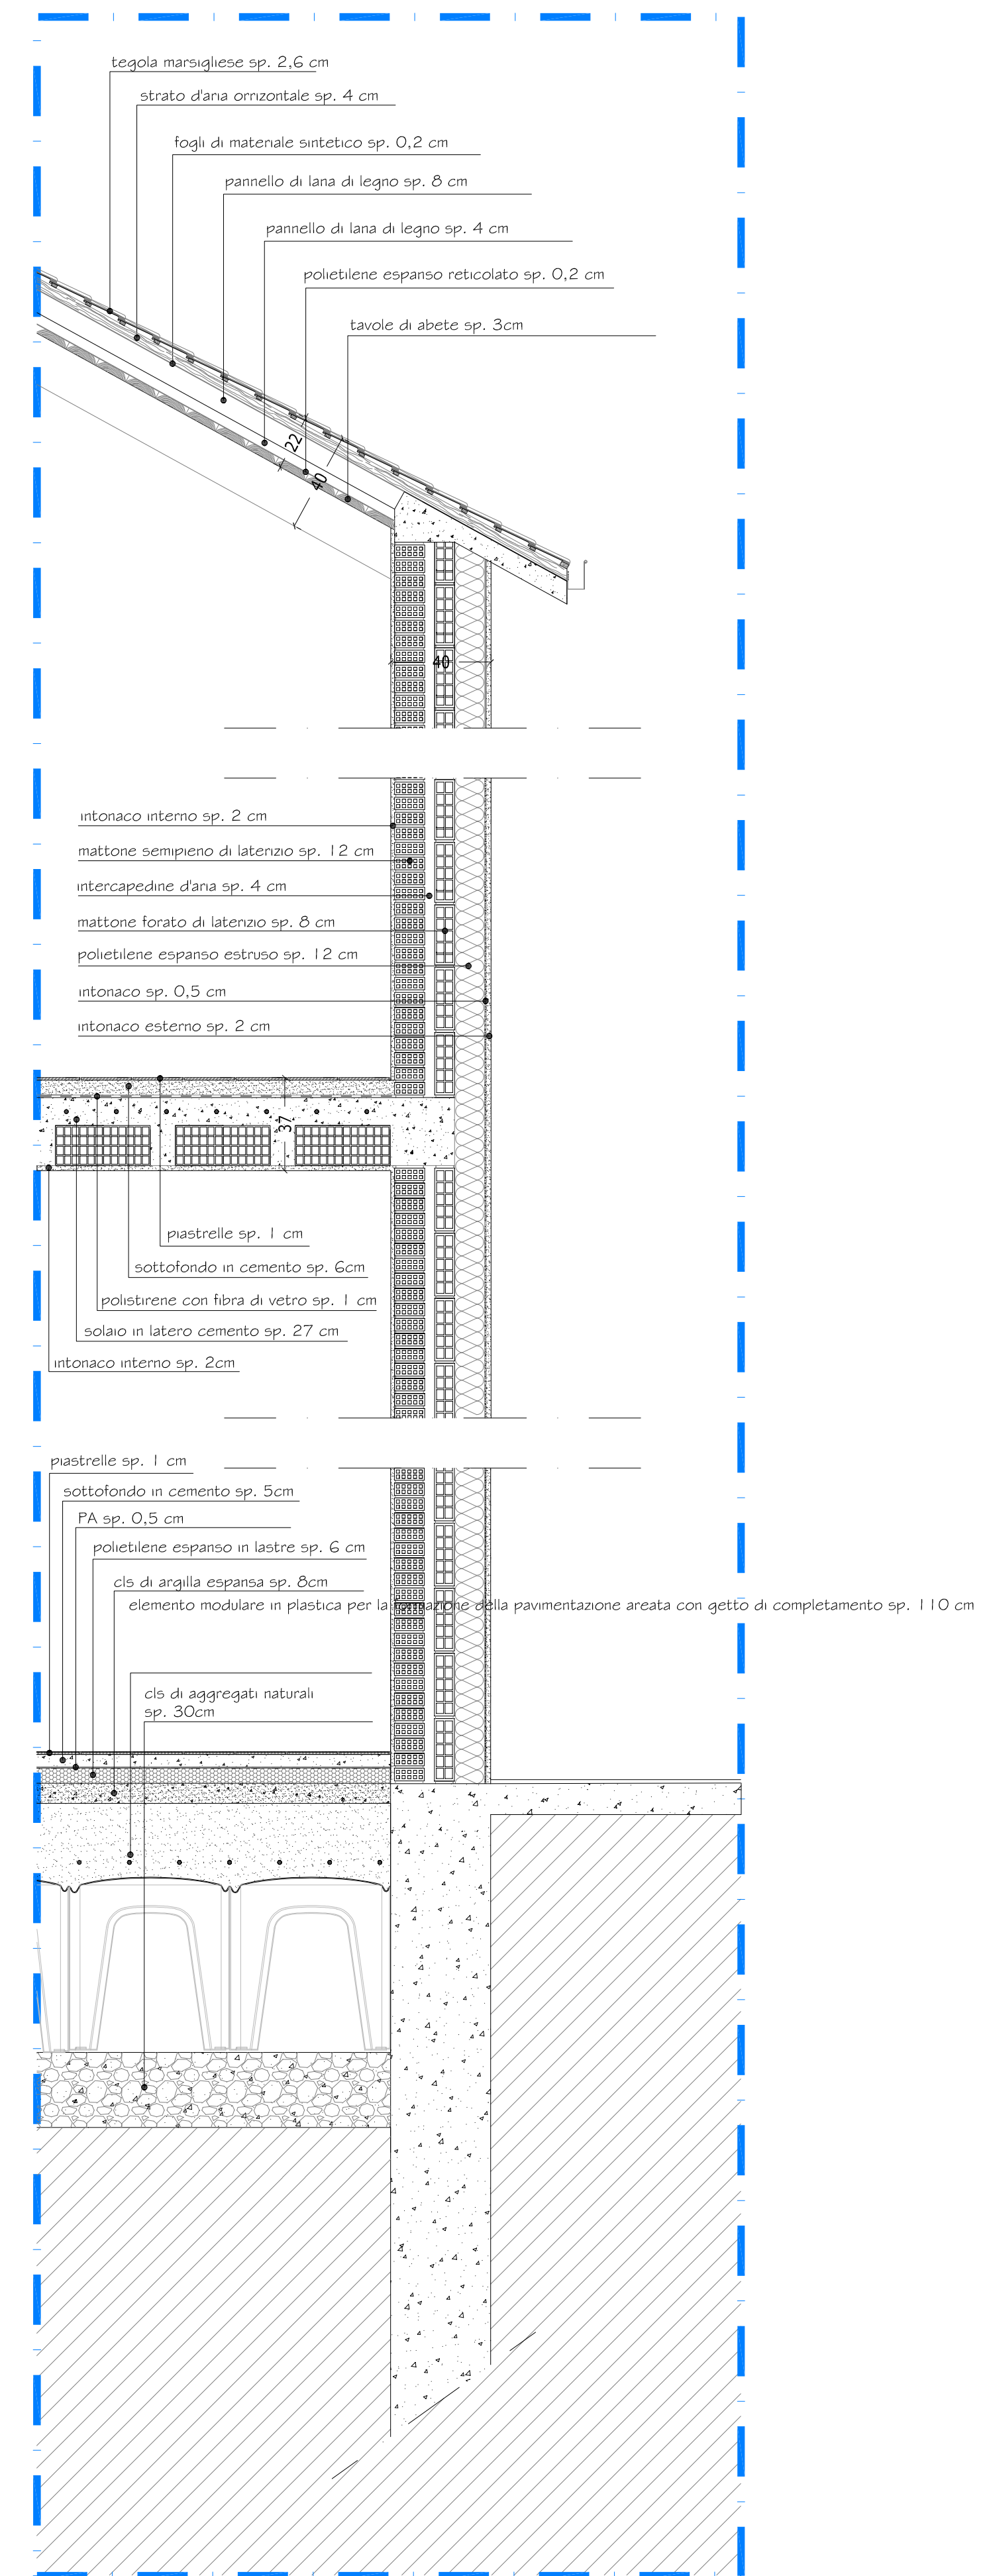 tegola marsigliese sp. 2,6 cm
strato d'aria orrizontale sp. 4 cm
fogli di materiale sintetico sp. 0,2 cm
pannello di lana di legno sp. 8 cm
pannello di lana di legno sp. 4 cm
polietilene espanso reticolato sp. 0,2 cm
tavole di abete sp. 3cm
22
40
40
intonaco interno sp. 2 cm
mattone semipieno di laterizio sp. 12 cm
intercapedine d'aria sp. 4 cm
mattone forato di laterizio sp. 8 cm
polietilene espanso estruso sp. 12 cm
intonaco sp. 0,5 cm
intonaco esterno sp. 2 cm
37
piastrelle sp. 1 cm
sottofondo in cemento sp. 6cm
polistirene con fibra di vetro sp. 1 cm
solaio in latero cemento sp. 27 cm
intonaco interno sp. 2cm
piastrelle sp. 1 cm
sottofondo in cemento sp. 5cm
PA sp. 0,5 cm
polietilene espanso in lastre sp. 6 cm
cls di argilla espansa sp. 8cm
elemento modulare in plastica per la formazione della pavimentazione areata con getto di completamento sp. 110 cm
cls di aggregati naturali
sp. 30cm